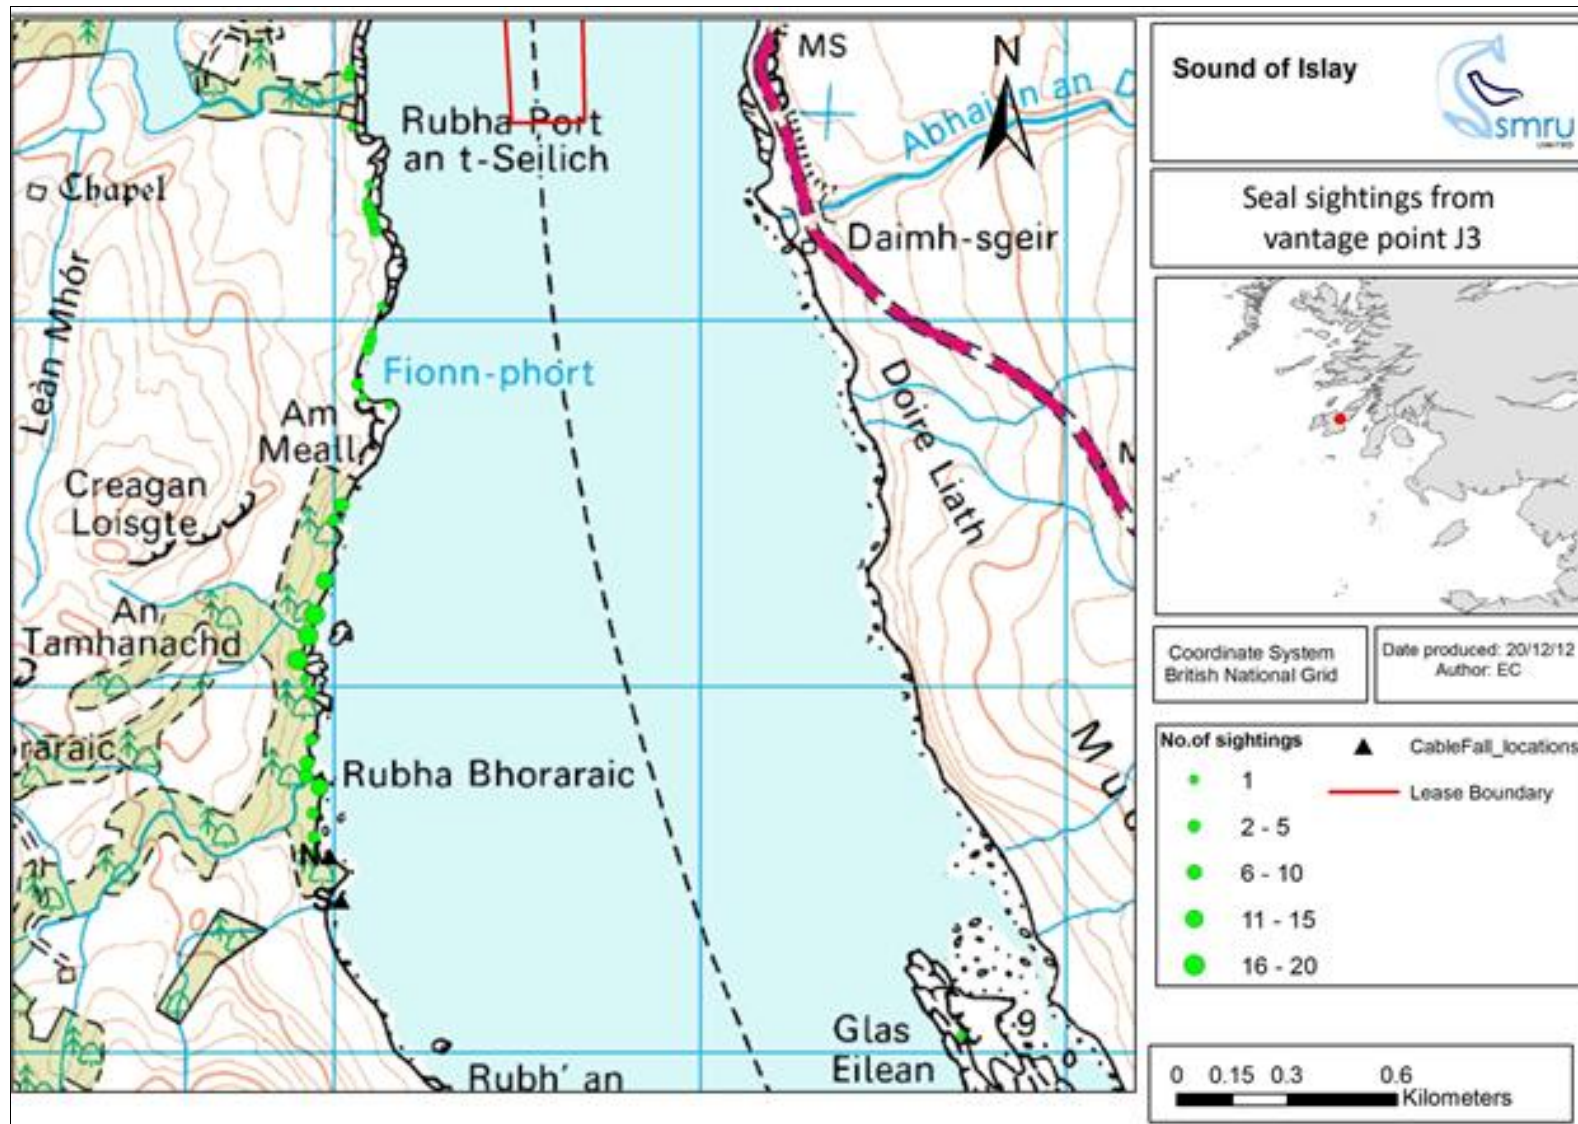 MS
N
Abhainn an
Rubha Port
an t-Seilich
Chapel
Daimh-sgeir
Leàn Mhór
Fionn-phort
Doire Liath
Am
Meall
Creagan
Loisgte
An
Tamhanachd
raraic
Rubha Bhoraraic
N
S
M u
Glas
Eilean
9
Rubh' an
Sound of Islay
smru
LIMITED
Seal sightings from
vantage point J3
Coordinate System
British National Grid
Date produced: 20/12/12
Author: EC
No.of sightings
1
2 - 5
6 - 10
11 - 15
16 - 20
CableFall_locations
Lease Boundary
0 0.15 0.3 0.6
Kilometers